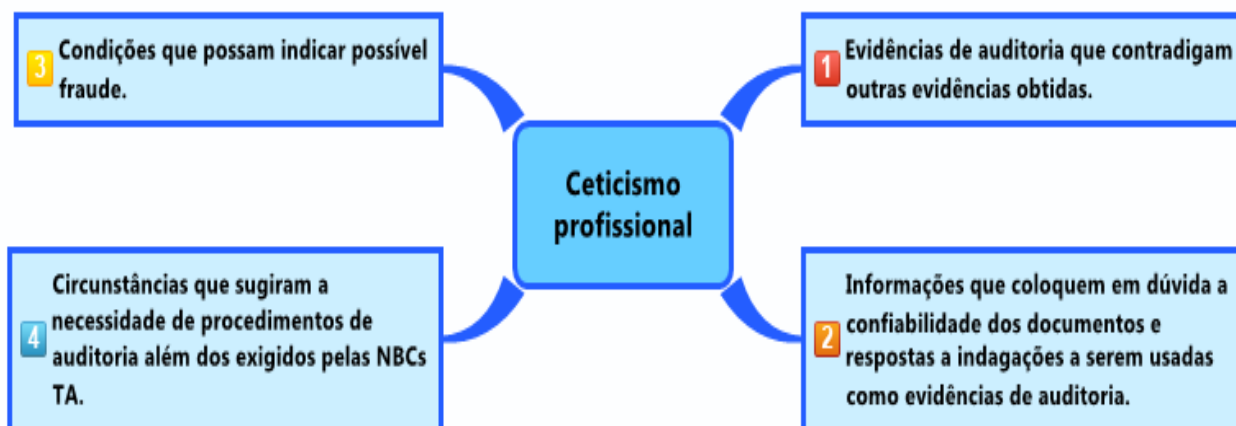 3
Condições que possam indicar possível
fraude.
1
Evidências de auditoria que contradigam
outras evidências obtidas.
Ceticismo
profissional
4
Circunstâncias que sugiram a
necessidade de procedimentos de
auditoria além dos exigidos pelas NBCs
TA.
2
Informações que coloquem em dúvida a
confiabilidade dos documentos e
respostas a indagações a serem usadas
como evidências de auditoria.